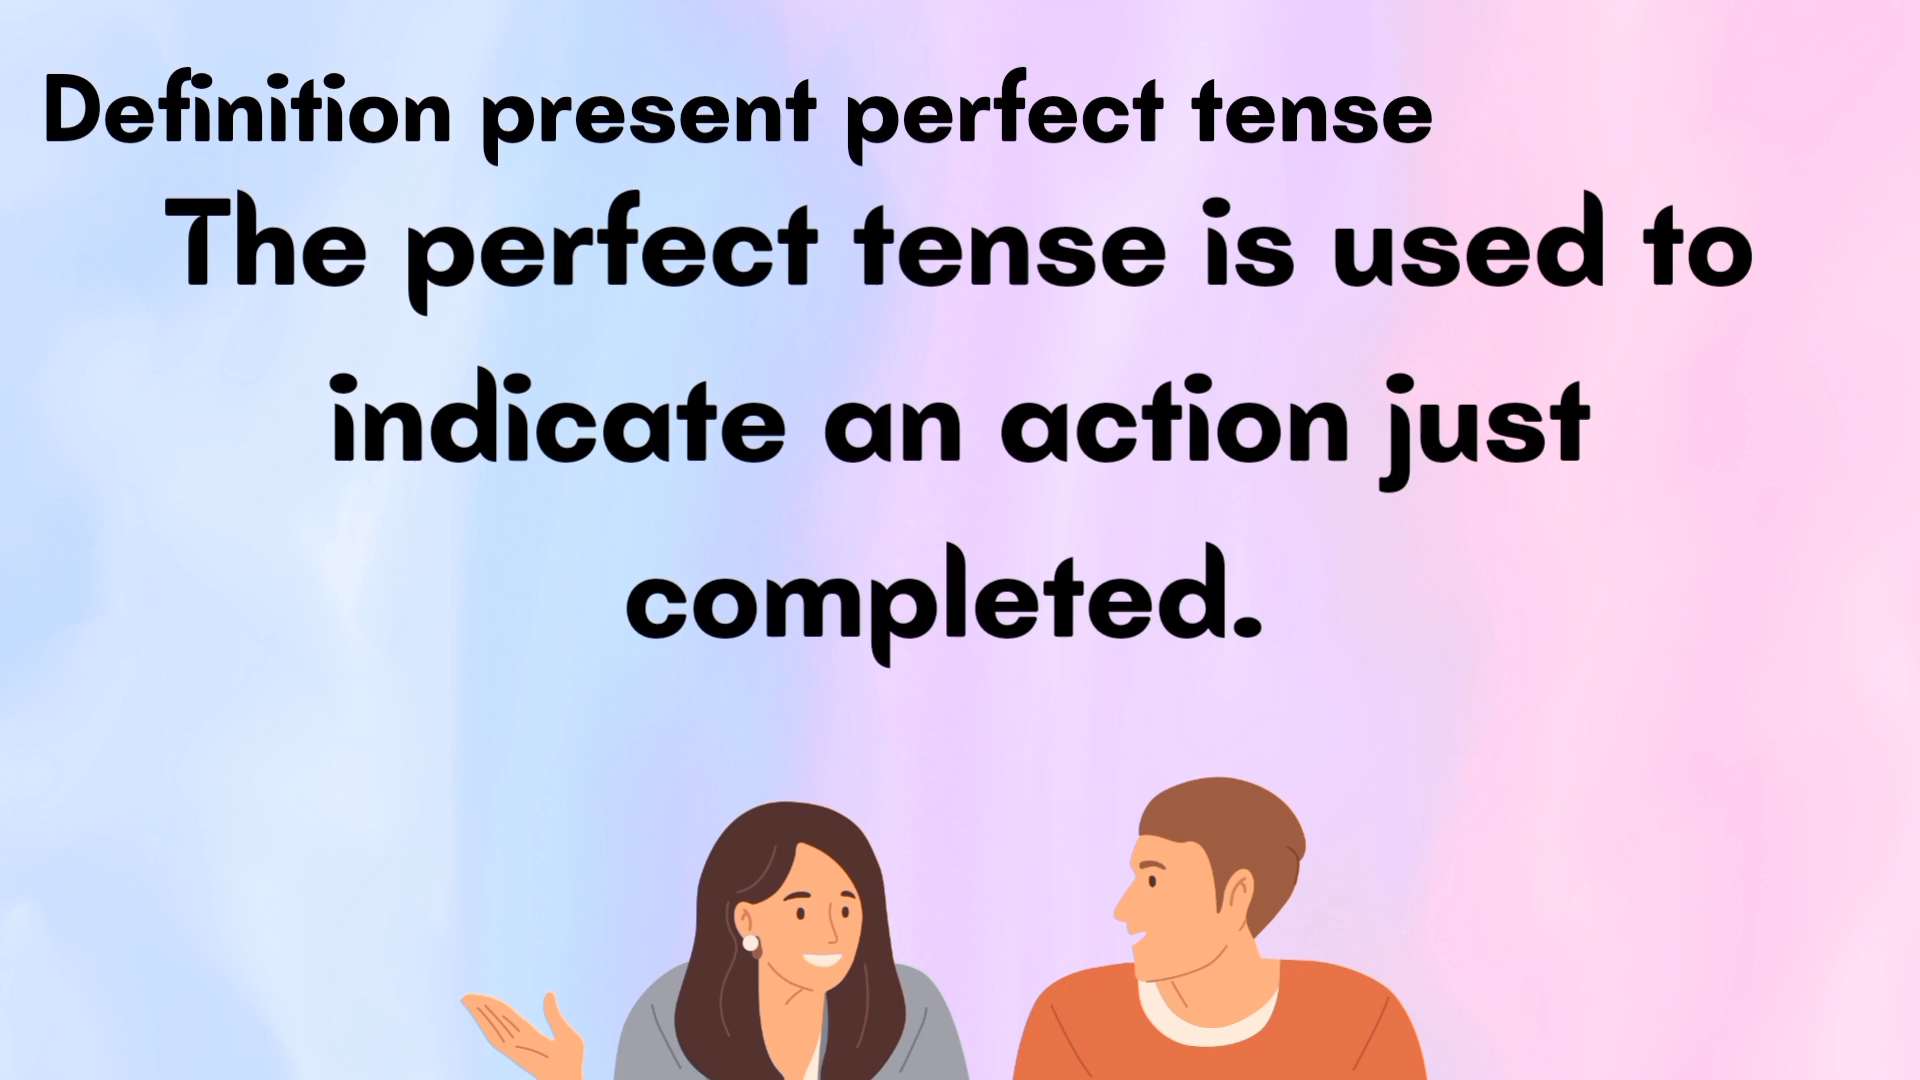 Definition present perfect tense
The perfect tense is used to
indicate an action just
completed.